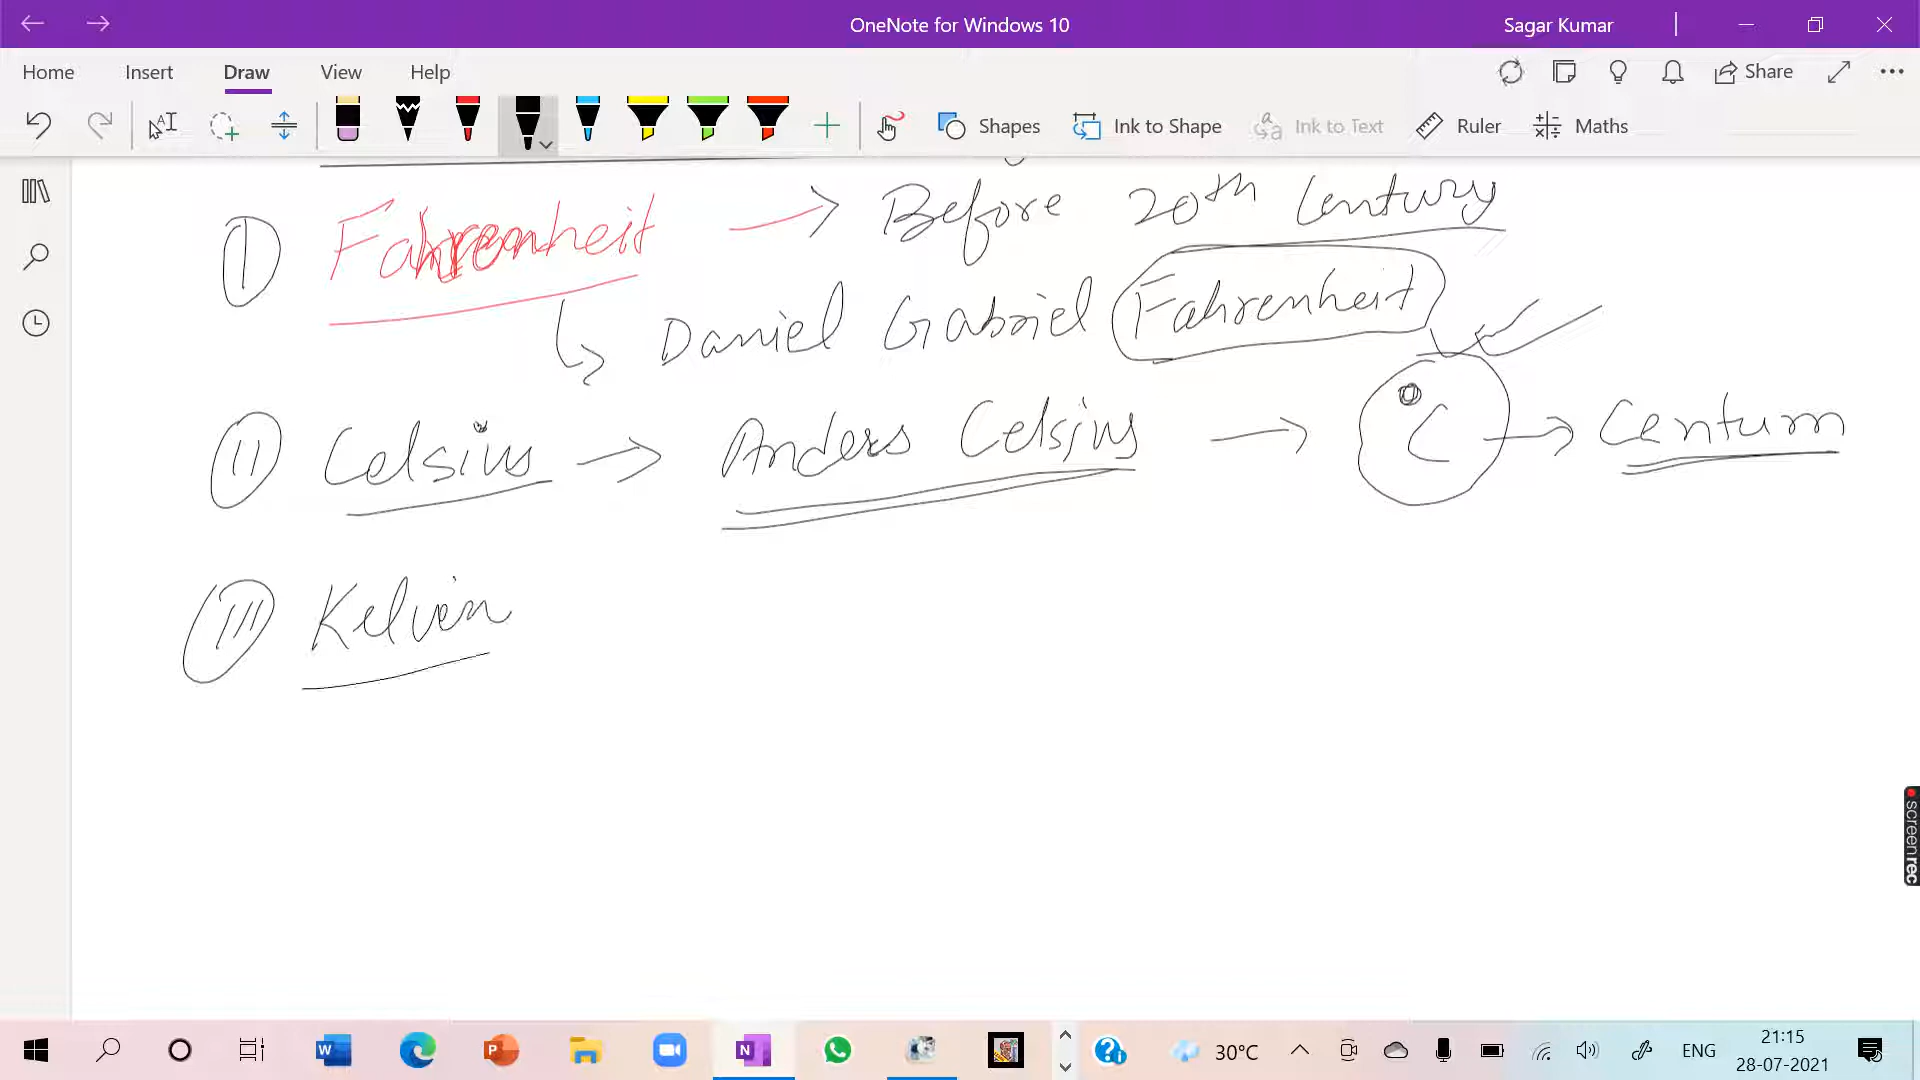 OneNote for Windows 10
Sagar Kumar
Home Insert Draw View Help
Share
Shapes Ink to Shape Ink to Text Ruler Maths
I Fahrenheit → Before 20th Century
Daniel Gabriel Fahrenheit
II Celsius → Anders Celsius → °C → Centum
III Kelvin
screenrec
30°C
ENG
21:15
28-07-2021